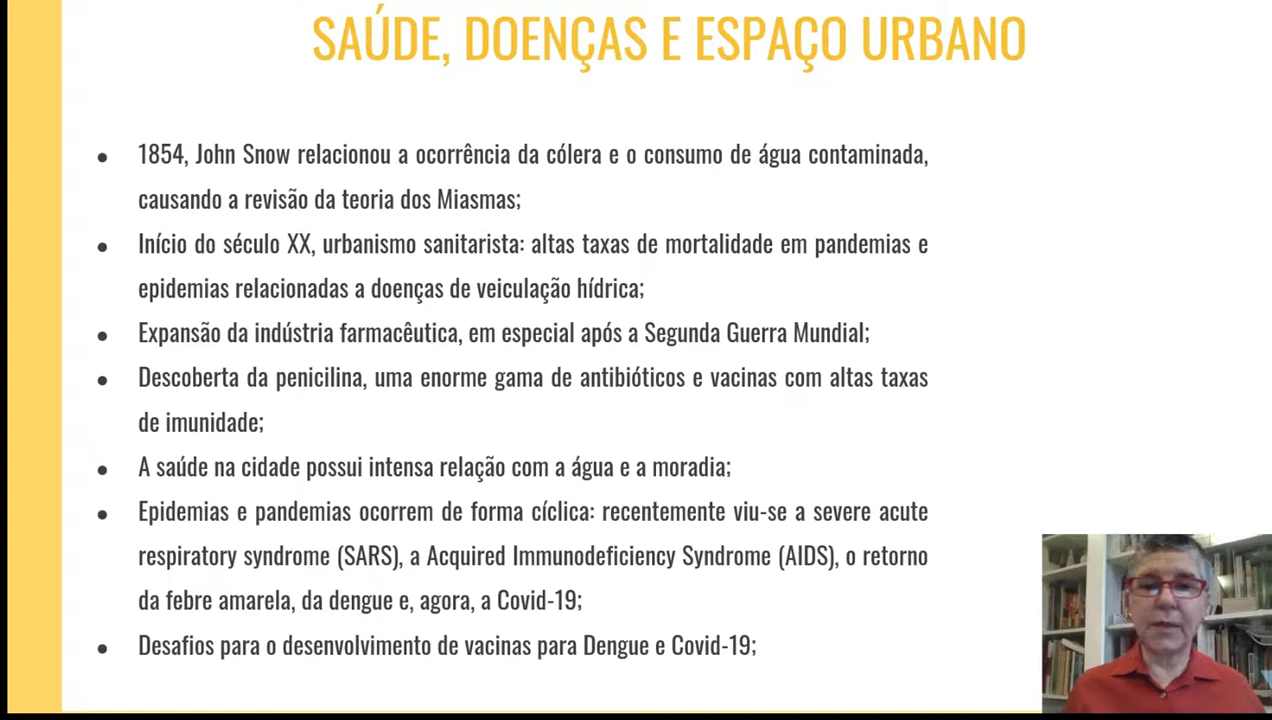 SAÚDE, DOENÇAS E ESPAÇO URBANO
• 1854, John Snow relacionou a ocorrência da cólera e o consumo de água contaminada,
causando a revisão da teoria dos Miasmas;
• Início do século XX, urbanismo sanitarista: altas taxas de mortalidade em pandemias e
epidemias relacionadas a doenças de veiculação hídrica;
• Expansão da indústria farmacêutica, em especial após a Segunda Guerra Mundial;
• Descoberta da penicilina, uma enorme gama de antibióticos e vacinas com altas taxas
de imunidade;
• A saúde na cidade possui intensa relação com a água e a moradia;
• Epidemias e pandemias ocorrem de forma cíclica: recentemente viu-se a severe acute
respiratory syndrome (SARS), a Acquired Immunodeficiency Syndrome (AIDS), o retorno
da febre amarela, da dengue e, agora, a Covid-19;
• Desafios para o desenvolvimento de vacinas para Dengue e Covid-19;